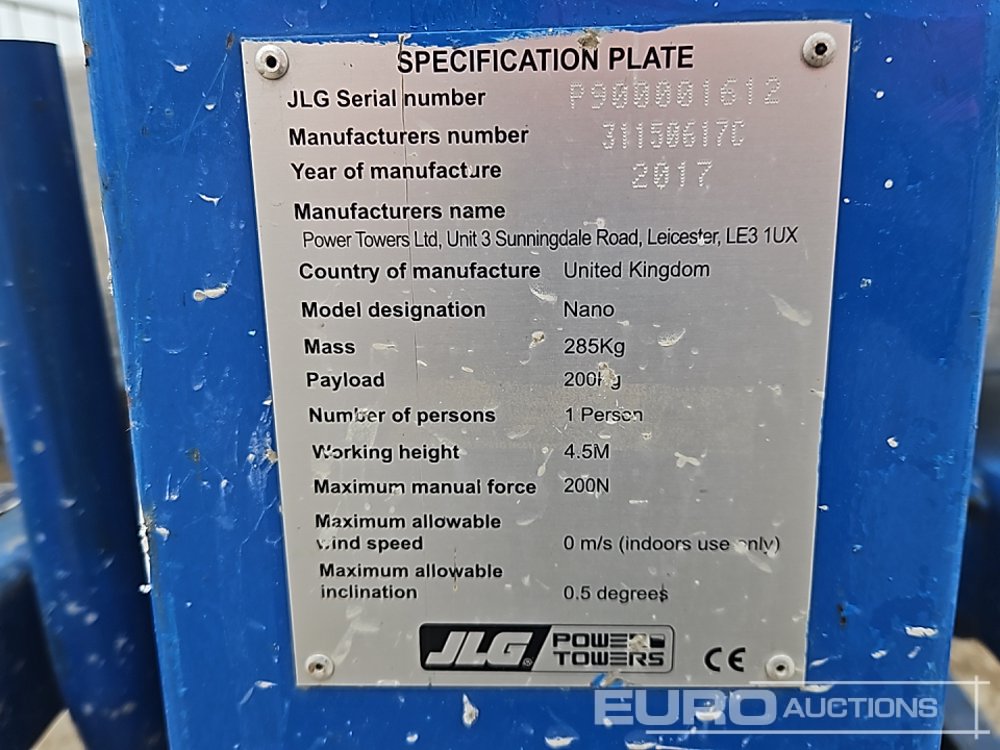 SPECIFICATION PLATE
JLG Serial number P900001612
Manufacturers number 31150617C
Year of manufacture 2017
Manufacturers name
Power Towers Ltd, Unit 3 Sunningdale Road, Leicester, LE3 1UX
Country of manufacture United Kingdom
Model designation Nano
Mass 285Kg
Payload 200Kg
Number of persons 1 Person
Working height 4.5M
Maximum manual force 200N
Maximum allowable
wind speed 0 m/s (indoors use only)
Maximum allowable
inclination 0.5 degrees
JLG® POWER
TOWERS CE
EURO AUCTIONS